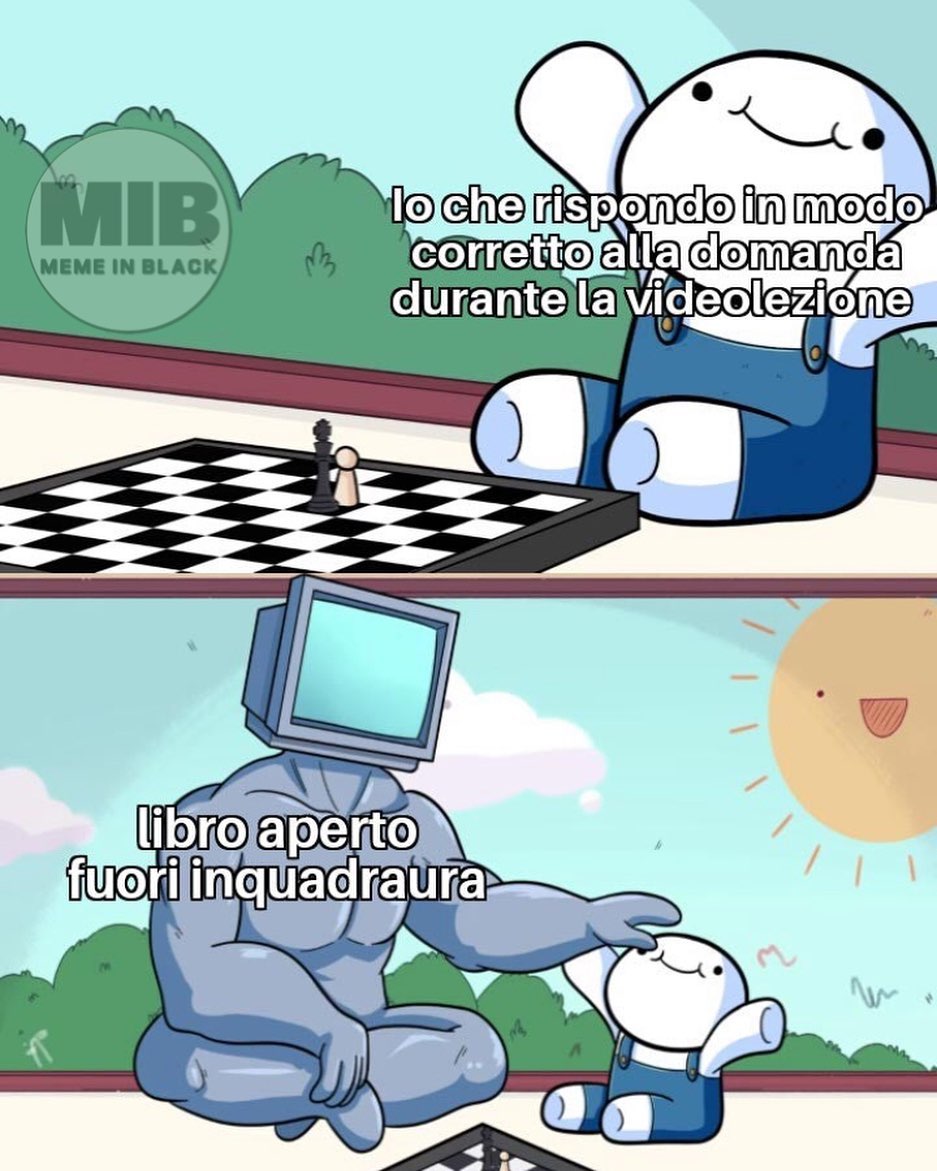 MIB
MEME IN BLACK
Io che rispondo in modo
corretto alla domanda
durante la videolezione
libro aperto
fuori inquadraura